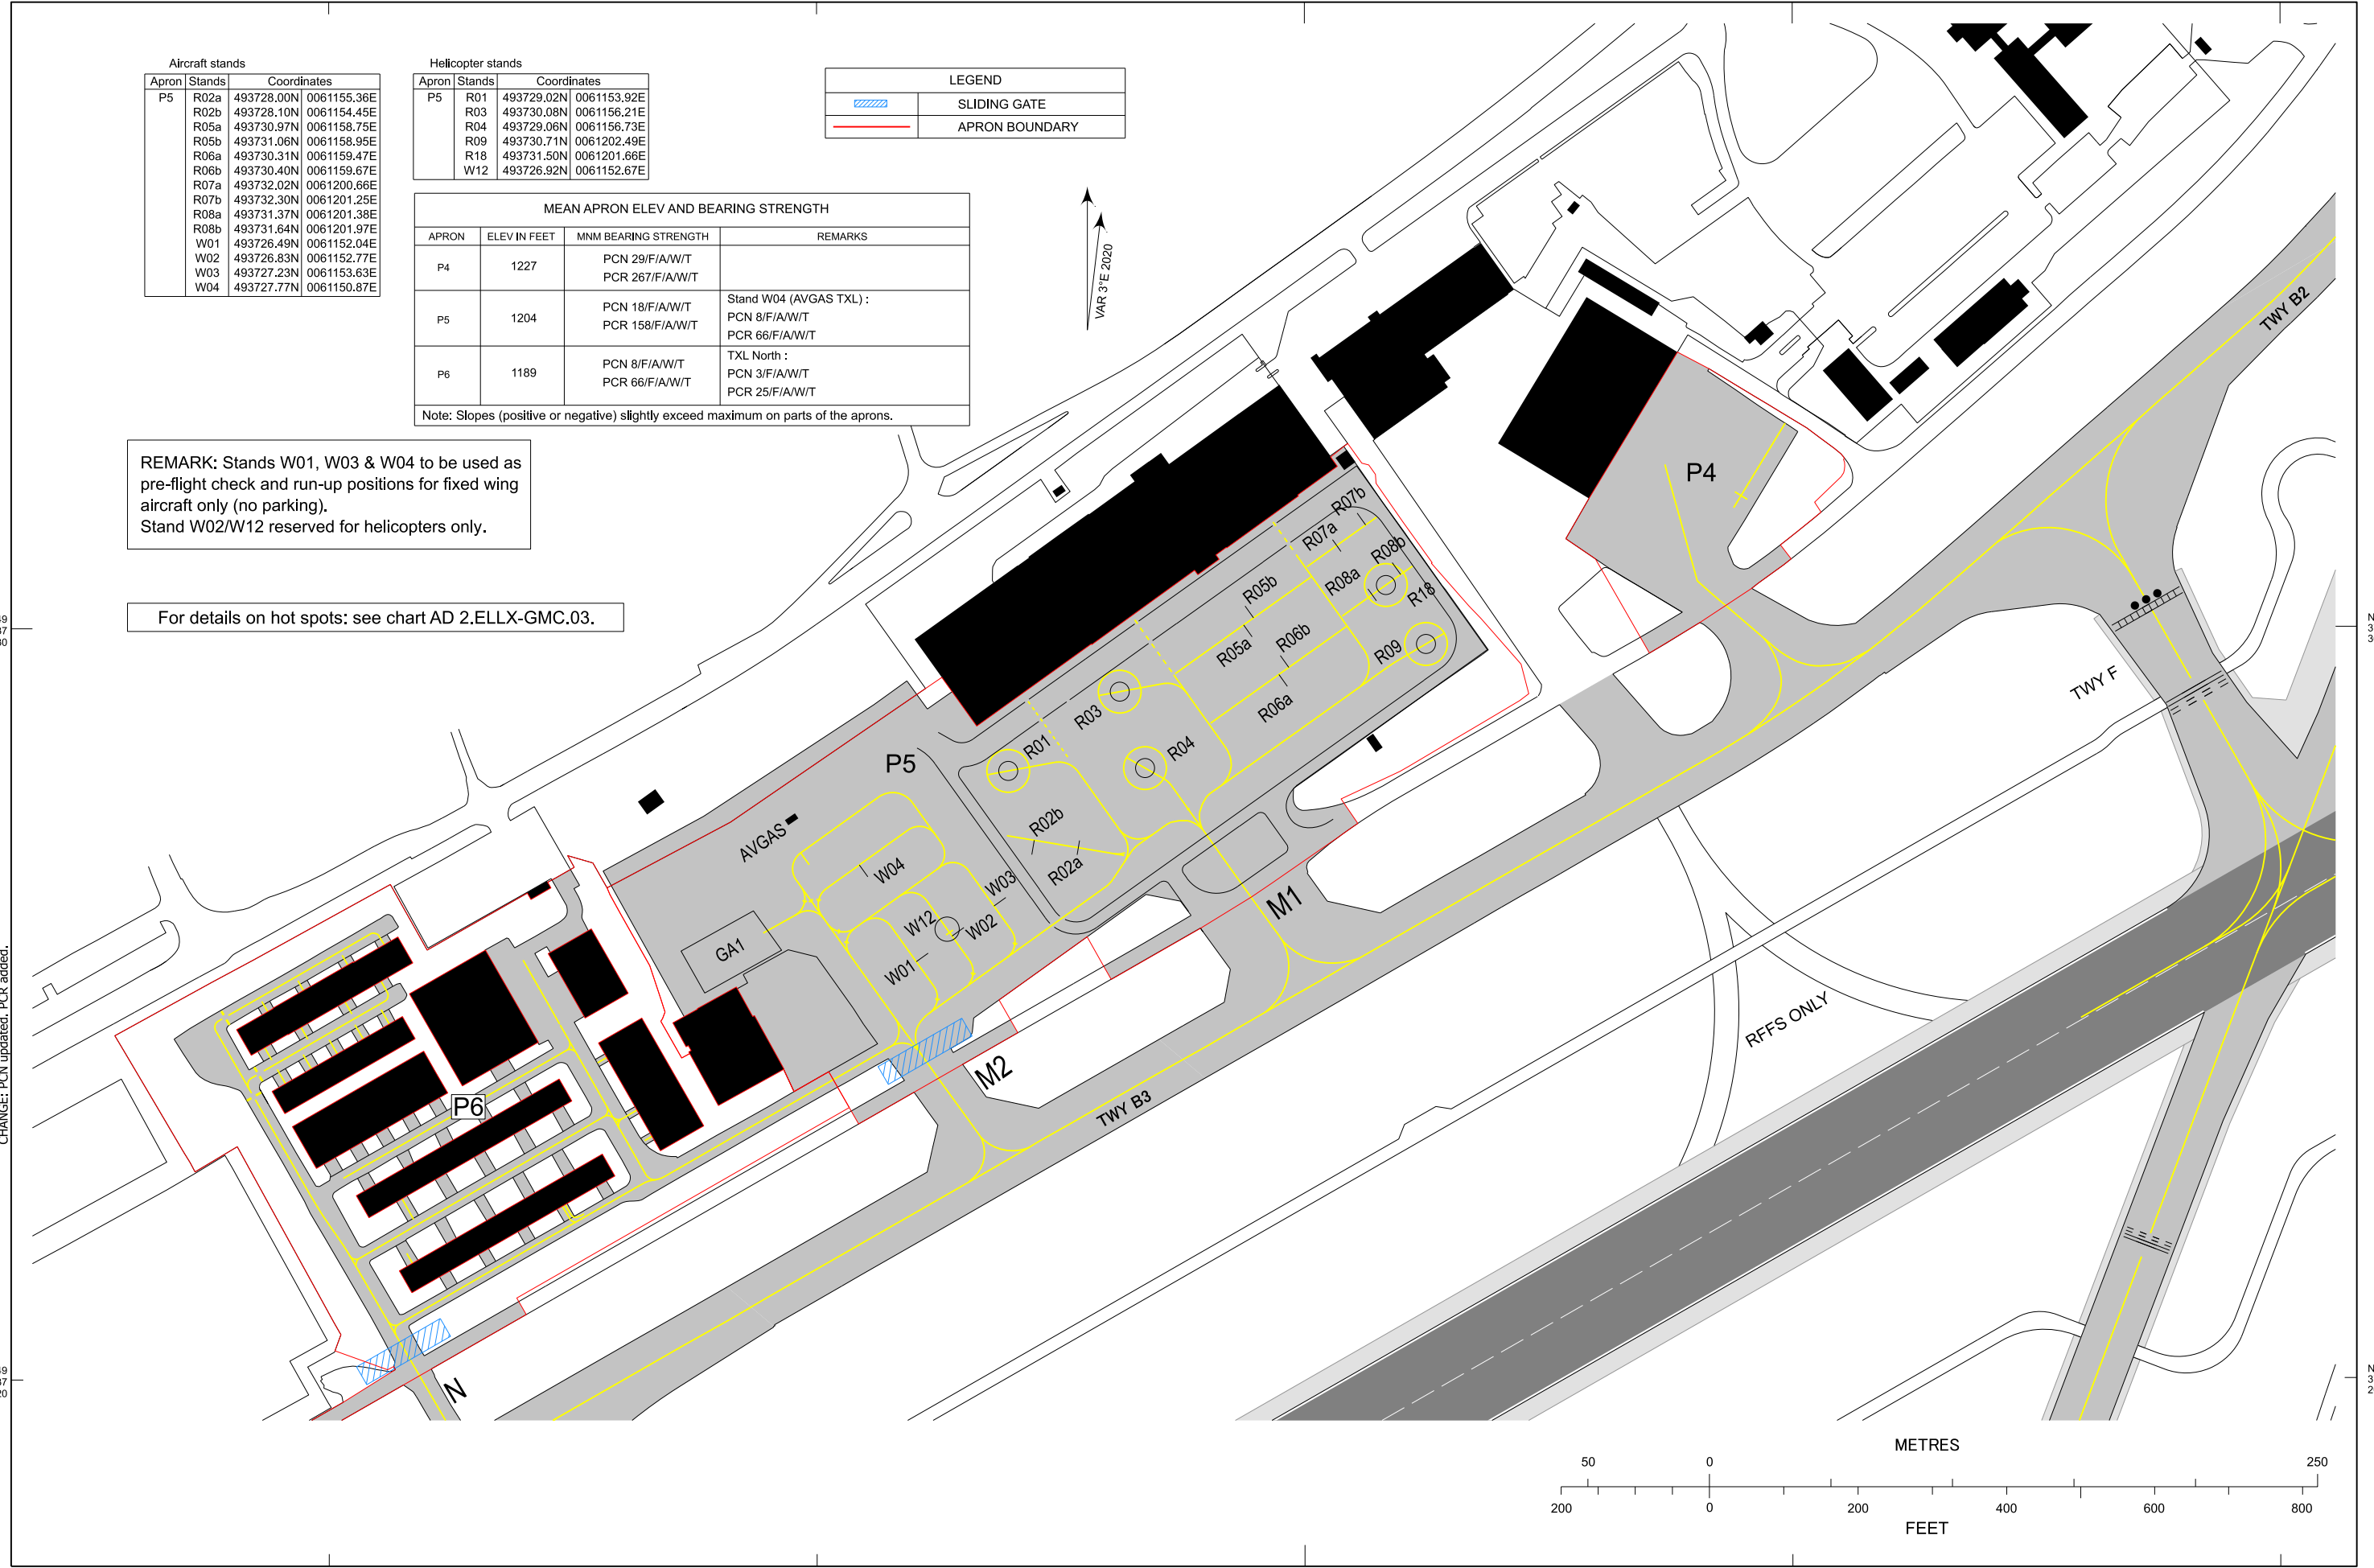 Aircraft stands
Apron Stands Coordinates
P5 R02a 493728.00N 0061155.36E
R02b 493728.10N 0061154.45E
R05a 493730.97N 0061158.75E
R05b 493731.06N 0061158.95E
R06a 493730.31N 0061159.47E
R06b 493730.40N 0061159.67E
R07a 493732.02N 0061200.66E
R07b 493732.30N 0061201.25E
R08a 493731.37N 0061201.38E
R08b 493731.64N 0061201.97E
W01 493726.49N 0061152.04E
W02 493726.83N 0061152.77E
W03 493727.23N 0061153.63E
W04 493727.77N 0061150.87E
Helicopter stands
Apron Stands Coordinates
P5 R01 493729.02N 0061153.92E
R03 493730.08N 0061156.21E
R04 493729.06N 0061156.73E
R09 493730.71N 0061202.49E
R18 493731.50N 0061201.66E
W12 493726.92N 0061152.67E
LEGEND
SLIDING GATE
APRON BOUNDARY
MEAN APRON ELEV AND BEARING STRENGTH
APRON ELEV IN FEET MNM BEARING STRENGTH REMARKS
P4 1227 PCN 29/F/A/W/T
PCR 267/F/A/W/T
P5 1204 PCN 18/F/A/W/T
PCR 158/F/A/W/T
Stand W04 (AVGAS TXL) :
PCN 8/F/A/W/T
PCR 66/F/A/W/T
P6 1189 PCN 8/F/A/W/T
PCR 66/F/A/W/T
TXL North :
PCN 3/F/A/W/T
PCR 25/F/A/W/T
Note: Slopes (positive or negative) slightly exceed maximum on parts of the aprons.
VAR 3°E 2020
REMARK: Stands W01, W03 & W04 to be used as
pre-flight check and run-up positions for fixed wing
aircraft only (no parking).
Stand W02/W12 reserved for helicopters only.
For details on hot spots: see chart AD 2.ELLX-GMC.03.
TWY B2
P4
R07b
R07a
R08b
R08a
R18
R05b
R05a
R06b
R06a
R09
R03
R04
R01
P5
R02b
R02a
AVGAS
W04
W03
W12
W02
W01
GA1
M1
M2
TWY F
RFFS ONLY
TWY B3
P6
N
CHANGE: PCN updated. PCR added.
METRES
50 0 250
200 0 200 400 600 800
FEET